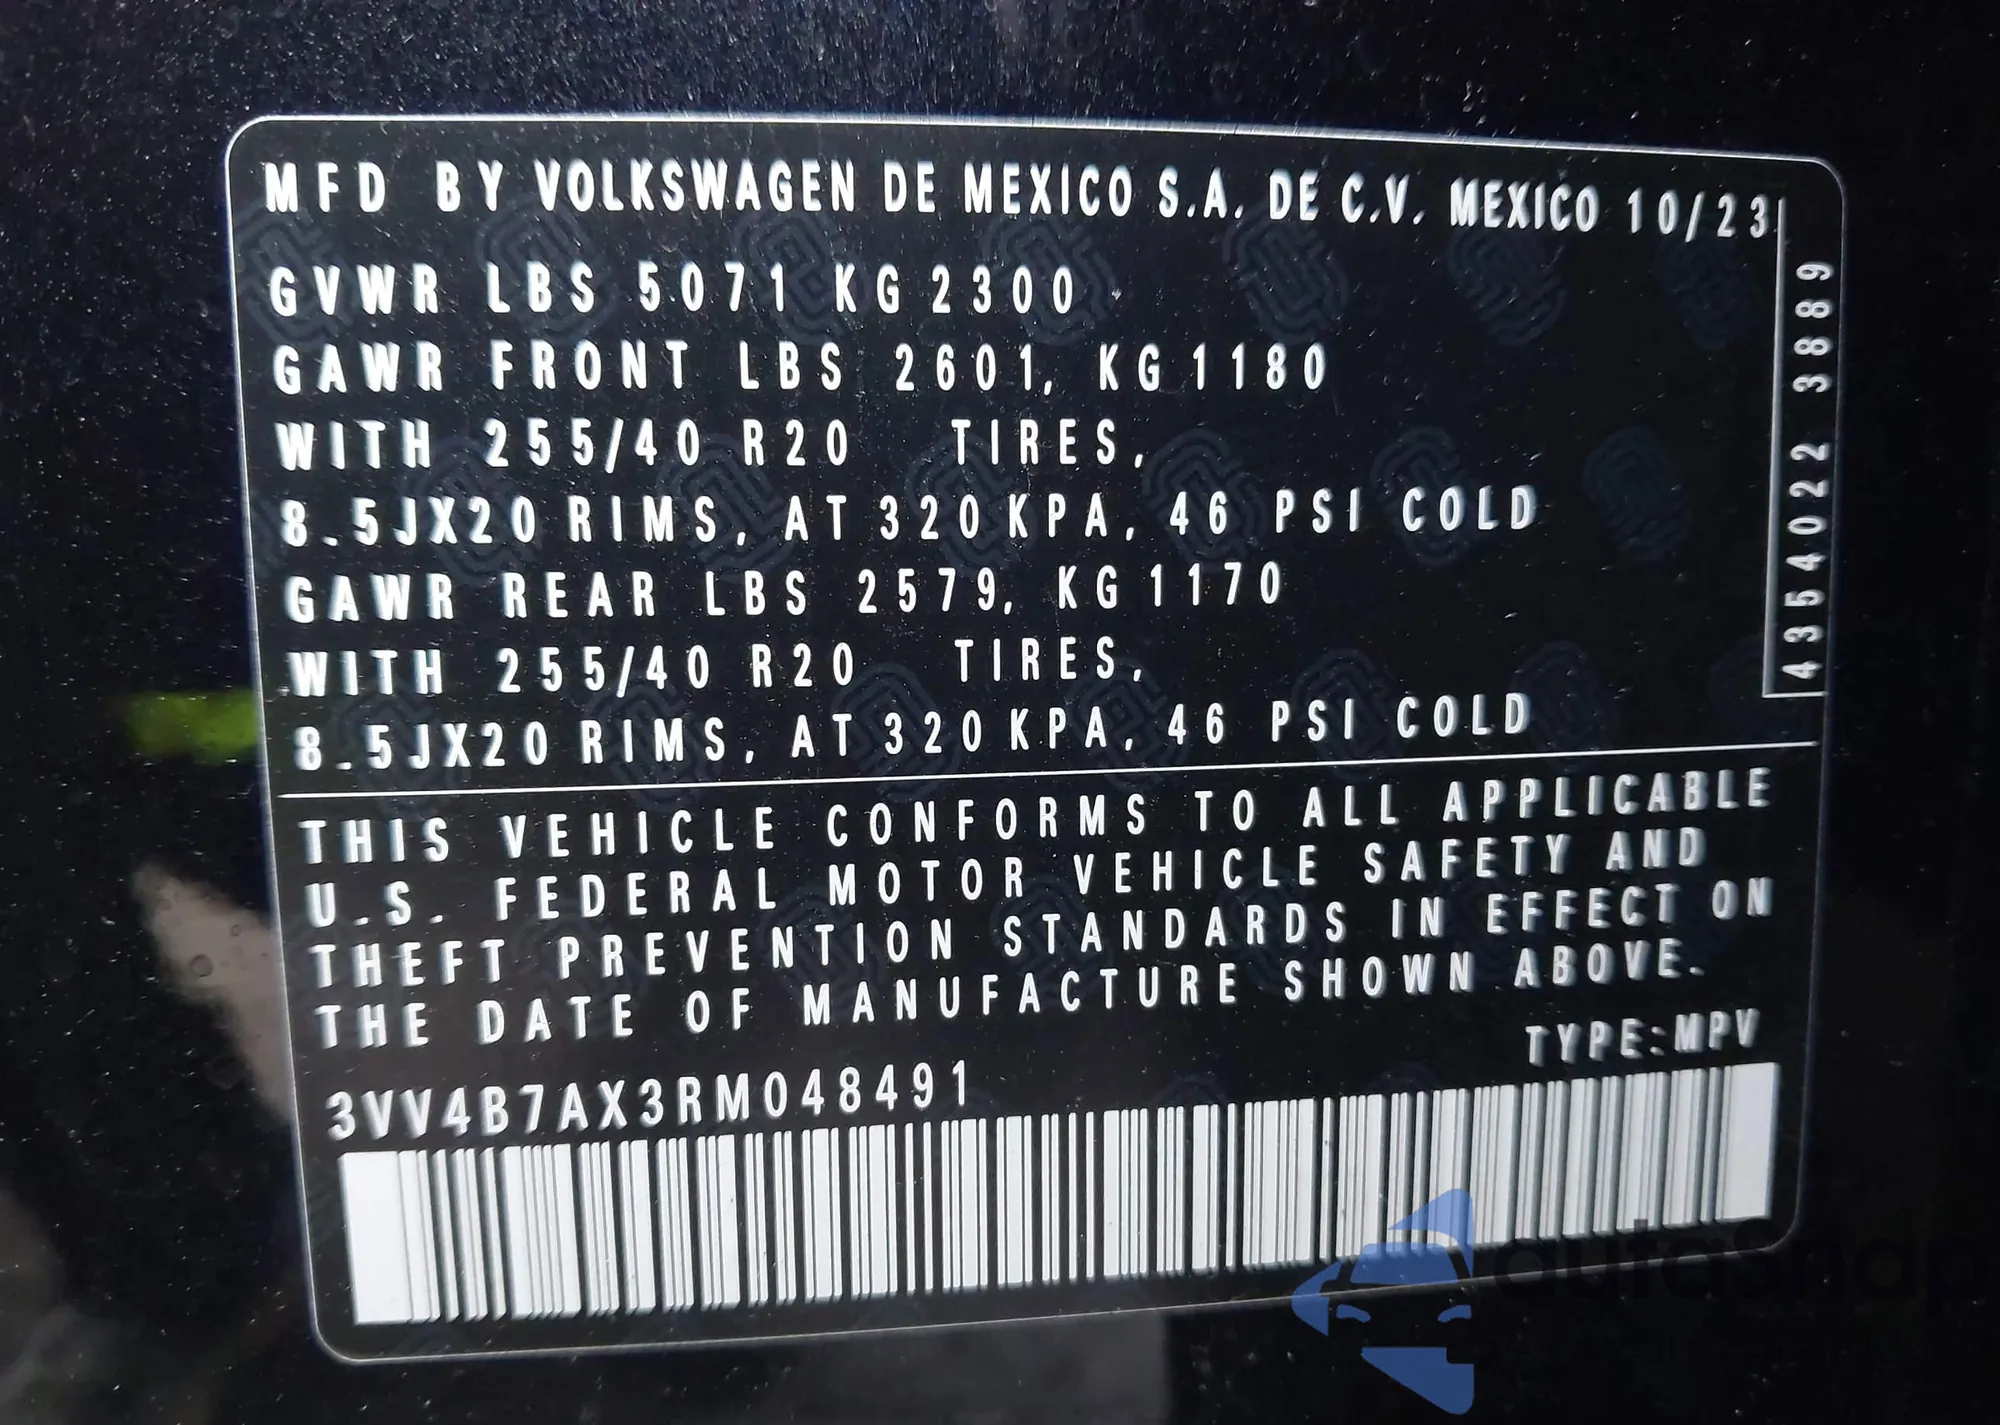 MFD BY VOLKSWAGEN DE MEXICO S.A. DE C.V. MEXICO 10/23
GVWR LBS 5071 KG 2300
GAWR FRONT LBS 2601, KG 1180
WITH 255/40 R20 TIRES,
8.5JX20 RIMS, AT 320 KPA, 46 PSI COLD
GAWR REAR LBS 2579, KG 1170
WITH 255/40 R20 TIRES,
8.5JX20 RIMS, AT 320 KPA, 46 PSI COLD
4354022 3889
THIS VEHICLE CONFORMS TO ALL APPLICABLE
U.S. FEDERAL MOTOR VEHICLE SAFETY AND
THEFT PREVENTION STANDARDS IN EFFECT ON
THE DATE OF MANUFACTURE SHOWN ABOVE.
TYPE:MPV
3VV4B7AX3RM048491
autoShop